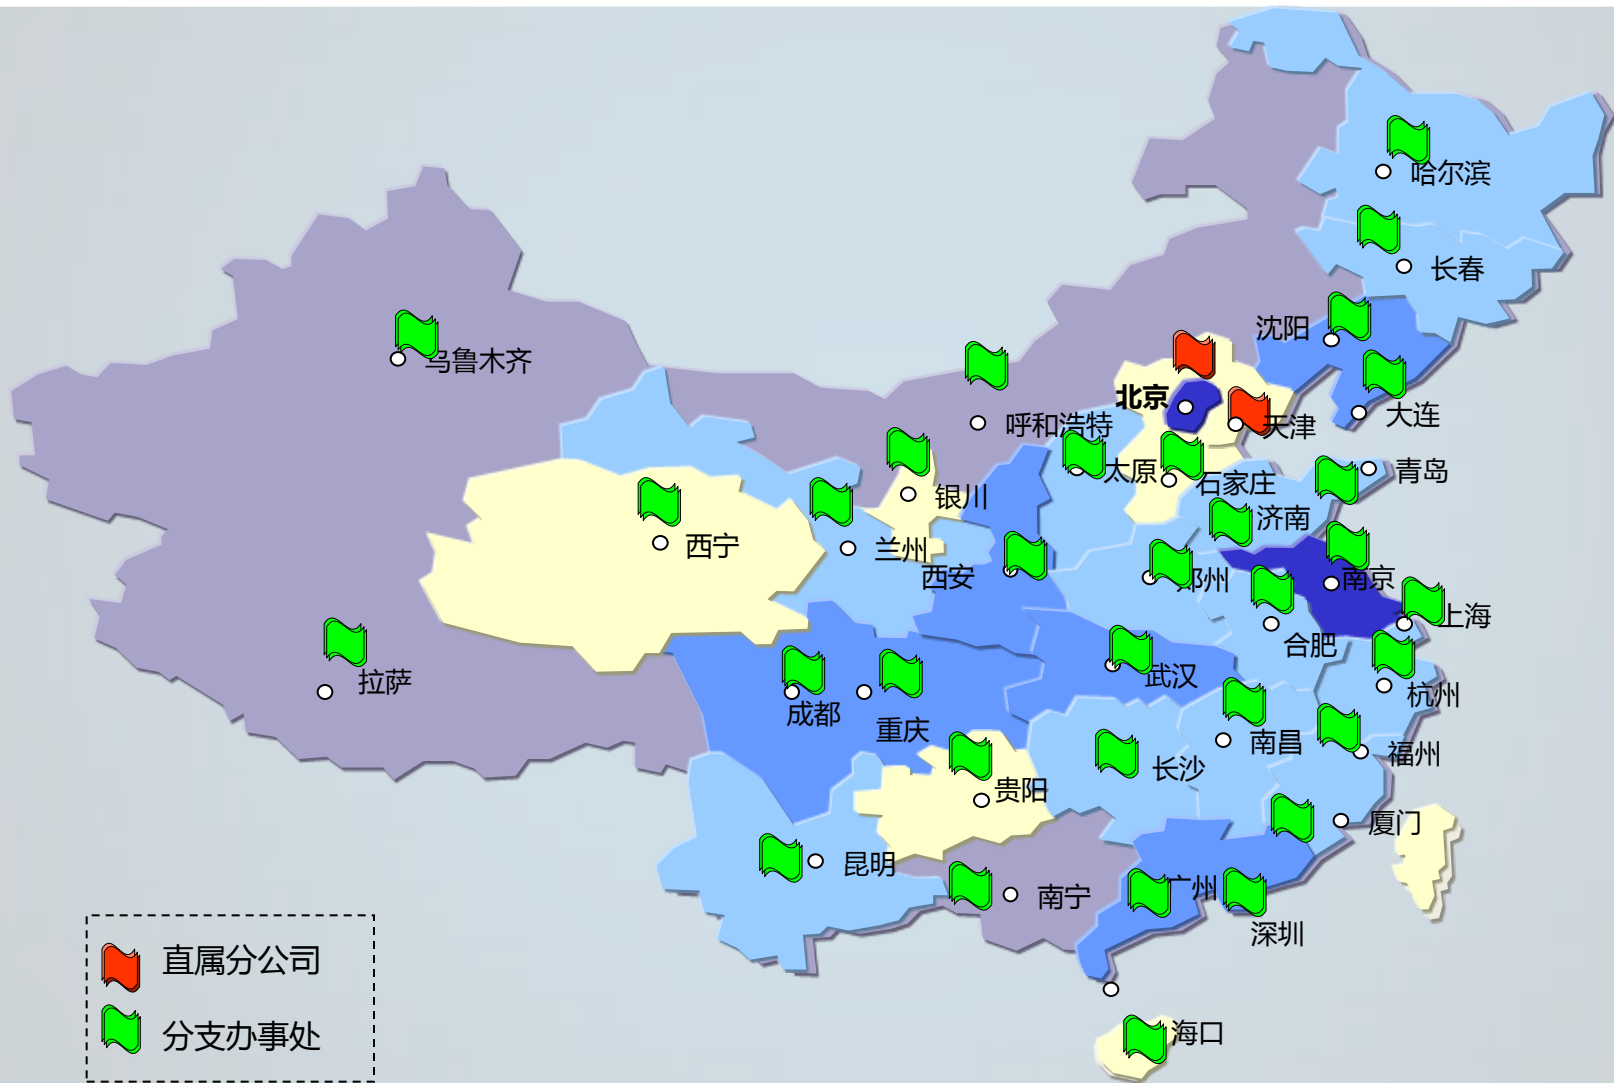 哈尔滨
长春
沈阳
乌鲁木齐
北京
大连
呼和浩特
天津
太原
石家庄
青岛
银川
济南
西宁
兰州
西安
郑州
南京
上海
合肥
拉萨
武汉
杭州
成都
重庆
南昌
福州
长沙
贵阳
厦门
昆明
南宁
广州
深圳
海口
直属分公司
分支办事处